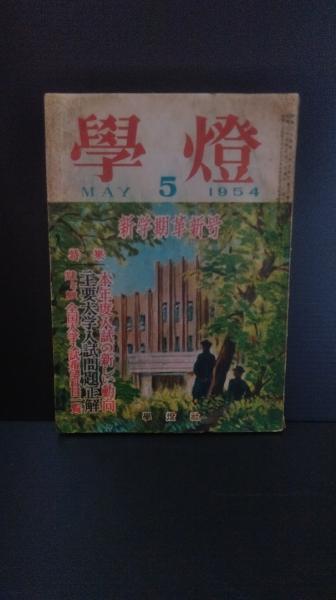 學燈
MAY 5 1954
新学期革新号
特集
本年度入試の新しい動向
主要大学入試問題正解
學燈社